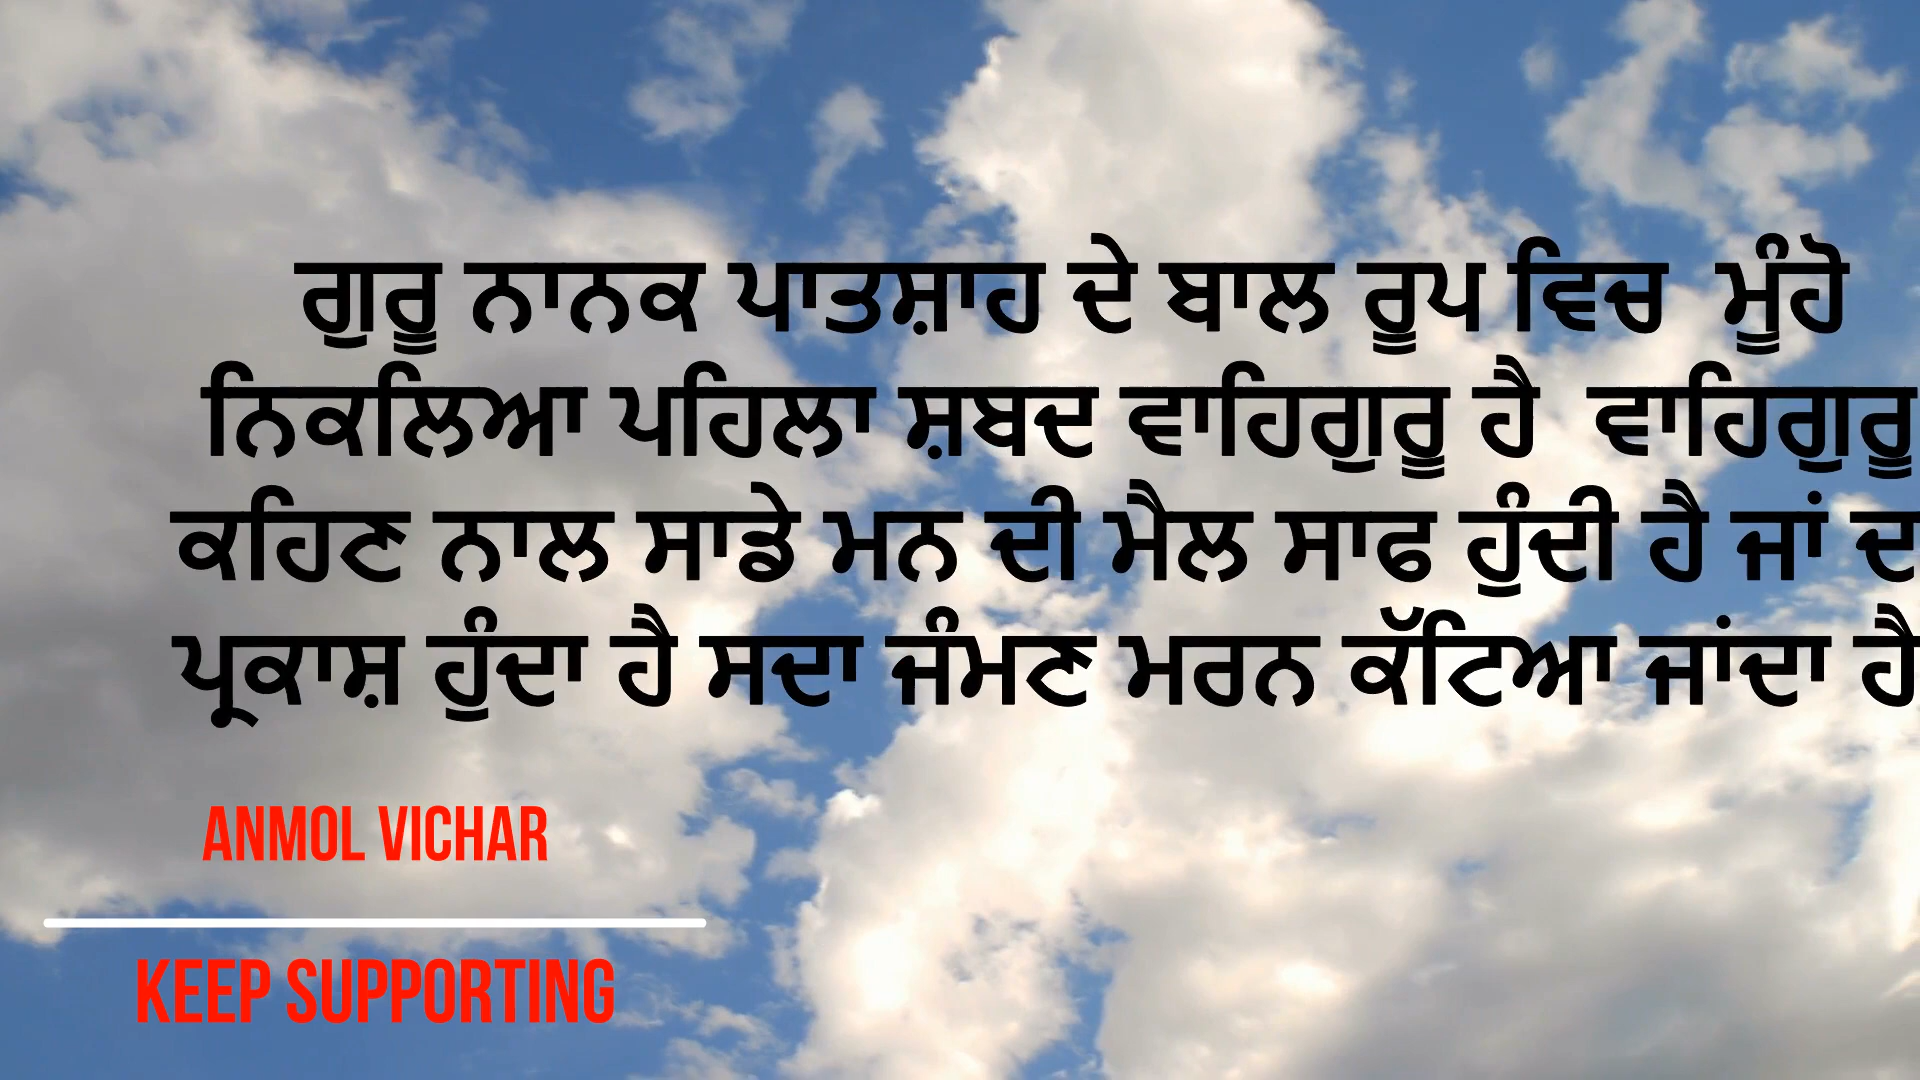 ਗੁਰੂ ਨਾਨਕ ਪਾਤਸ਼ਾਹ ਦੇ ਬਾਲ ਰੂਪ ਵਿਚ ਮੂੰਹੋ
ਨਿਕਲਿਆ ਪਹਿਲਾ ਸ਼ਬਦ ਵਾਹਿਗੁਰੂ ਹੈ ਵਾਹਿਗੁਰੂ
ਕਹਿਣ ਨਾਲ ਸਾਡੇ ਮਨ ਦੀ ਮੈਲ ਸਾਫ ਹੁੰਦੀ ਹੈ ਜਾਂ
ਪ੍ਰਕਾਸ਼ ਹੁੰਦਾ ਹੈ ਸਦਾ ਜੰਮਣ ਮਰਨ ਕੱਟਿਆ ਜਾਂਦਾ ਹੈ
ANMOL VICHAR
KEEP SUPPORTING